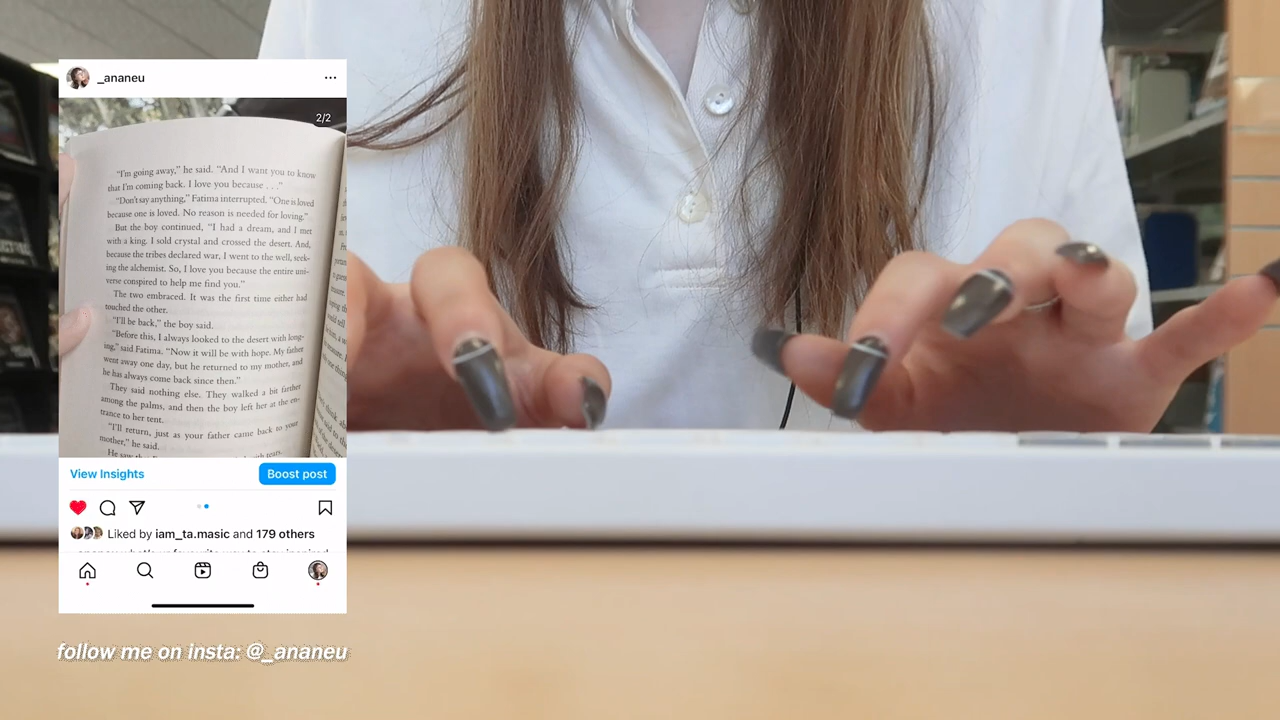 _ananeu
2/2
"I'm going away," he said. "And I want you to know
that I'm coming back. I love you because . . ."
"Don't say anything," Fatima interrupted. "One is loved
because one is loved. No reason is needed for loving."
But the boy continued, "I had a dream, and I met
with a king. I sold crystal and crossed the desert. And,
because the tribes declared war, I went to the well, seek-
ing the alchemist. So, I love you because the entire uni-
verse conspired to help me find you."
The two embraced. It was the first time either had
touched the other.
"I'll be back," the boy said.
"Before this, I always looked to the desert with long-
ing," said Fatima. "Now it will be with hope. My father
went away one day, but he returned to my mother, and
he has always come back since then."
They said nothing else. They walked a bit farther
among the palms, and then the boy left her at the en-
trance to her tent.
"I'll return, just as your father came back to your
mother," he said.
He saw
with tears.
View Insights
Boost post
Liked by iam_ta.masic and 179 others
follow me on insta: @_ananeu